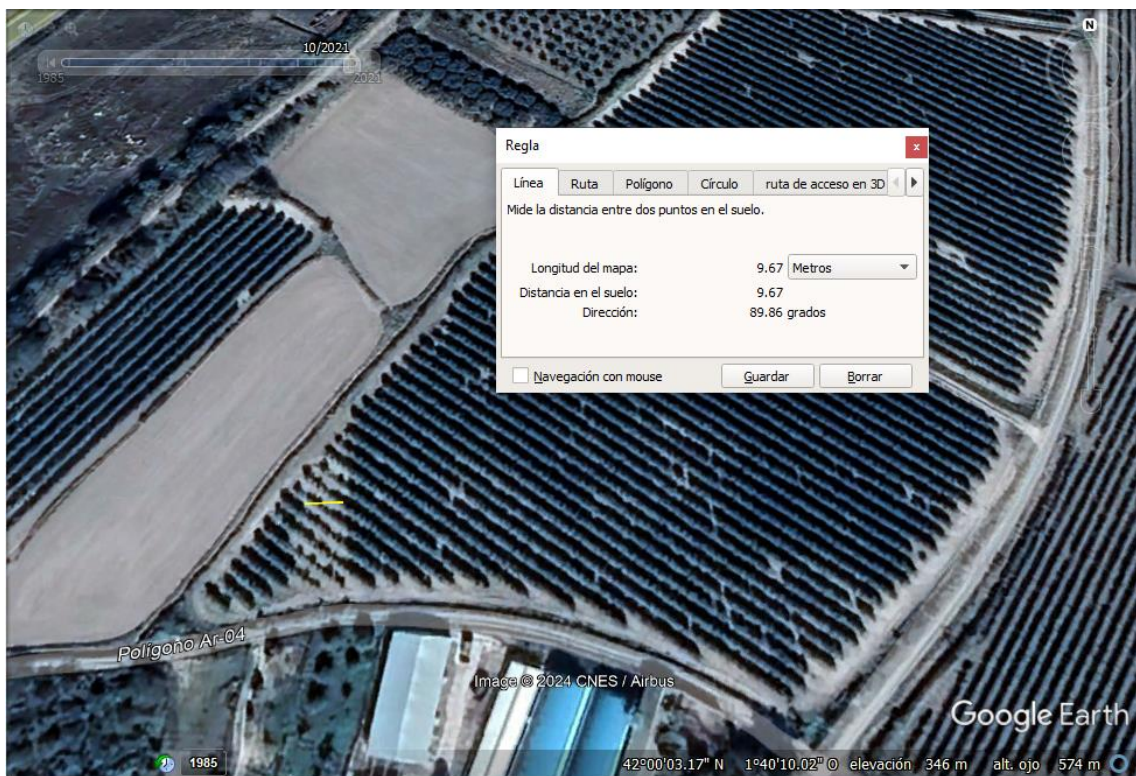 10/2021
1985
2021
N
Regla
x
Línea
Ruta
Polígono
Círculo
ruta de acceso en 3D
Mide la distancia entre dos puntos en el suelo.
Longitud del mapa:
9.67
Metros
Distancia en el suelo:
9.67
Dirección:
89.86 grados
Navegación con mouse
Guardar
Borrar
Polígono Ar-04
Image © 2024 CNES / Airbus
Google Earth
1985
42°00'03.17" N 1°40'10.02" O elevación 346 m alt. ojo 574 m